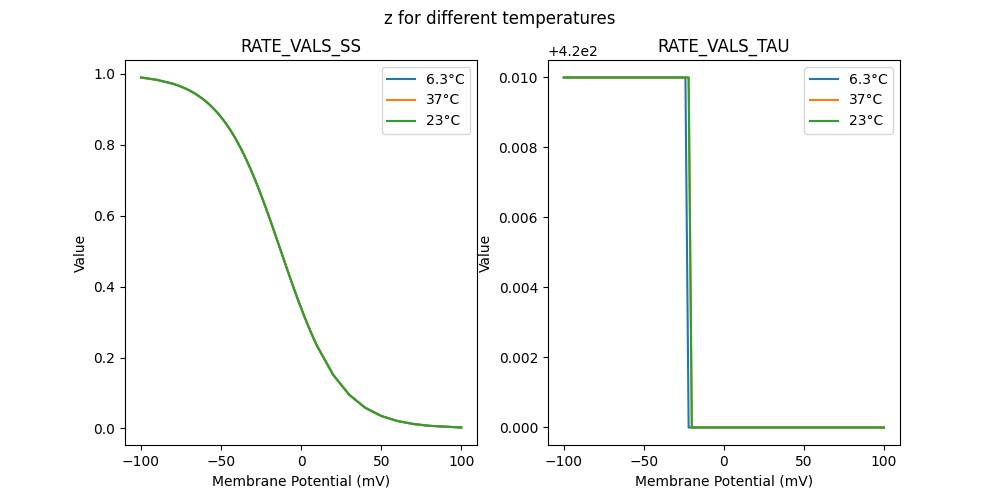 z for different temperatures
RATE_VALS_SS
1.0
0.8
0.6
0.4
0.2
0.0
Value
−100
−50
0
50
100
Membrane Potential (mV)
6.3°C
37°C
23°C
RATE_VALS_TAU
+4.2e2
0.010
0.008
0.006
0.004
0.002
0.000
Value
−100
−50
0
50
100
Membrane Potential (mV)
6.3°C
37°C
23°C